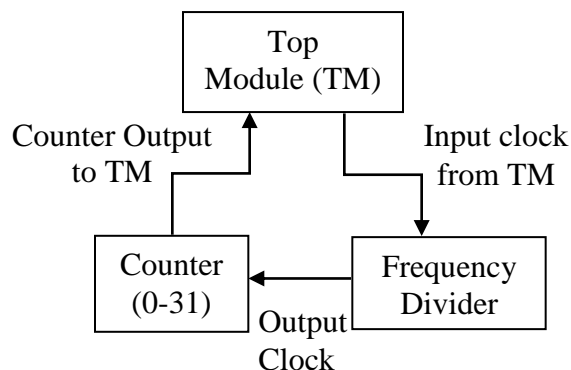 Top
Module (TM)
Counter Output
to TM
Input clock
from TM
Counter
(0-31)
Output
Clock
Frequency
Divider